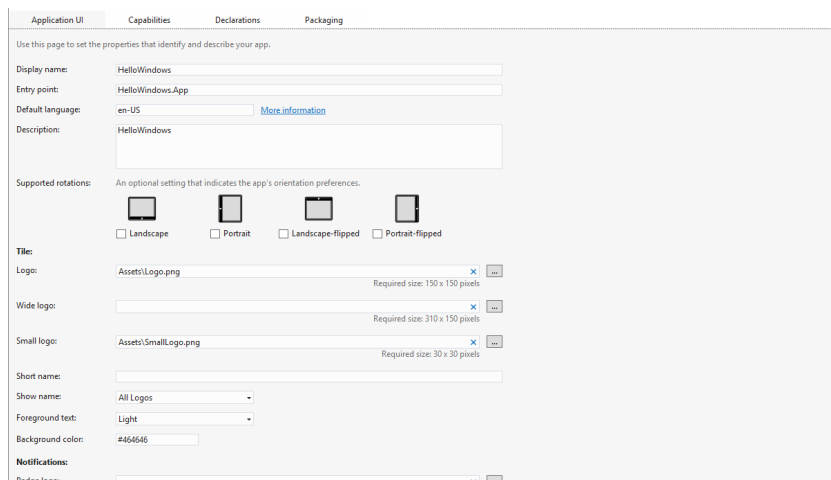 Application UI Capabilities Declarations Packaging
Use this page to set the properties that identify and describe your app.
Display name: HelloWindows
Entry point: HelloWindows.App
Default language: en-US More information
Description: HelloWindows
Supported rotations: An optional setting that indicates the app's orientation preferences.
Landscape Portrait Landscape-flipped Portrait-flipped
Tile:
Logo: Assets\Logo.png ...
Required size: 150 x 150 pixels
Wide logo: ...
Required size: 310 x 150 pixels
Small logo: Assets\SmallLogo.png ...
Required size: 30 x 30 pixels
Short name:
Show name: All Logos
Foreground text: Light
Background color: #464646
Notifications: